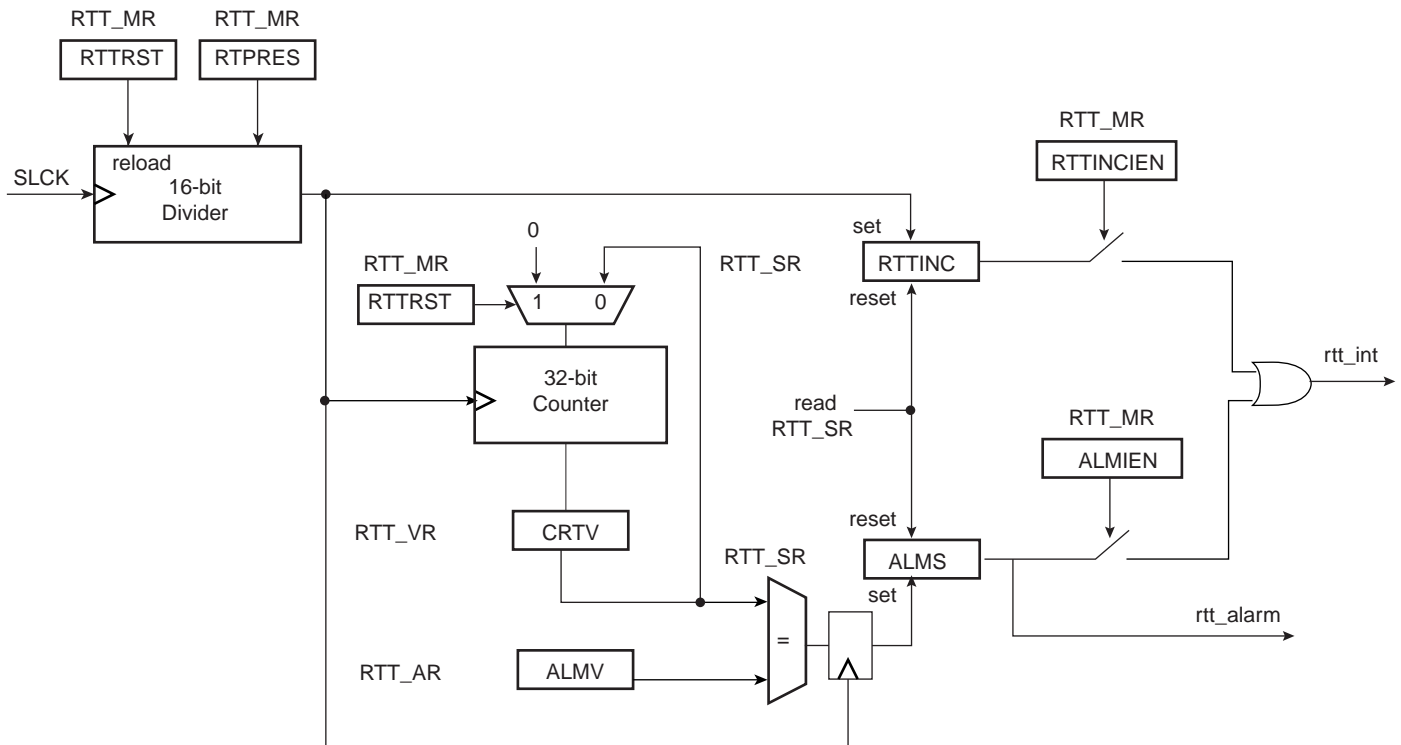 RTT_MR
RTT_MR
RTTRST
RTPRES
SLCK
reload
16-bit
Divider
RTT_MR
RTTINCIEN
0
set
RTT_MR
RTT_SR
RTTINC
RTTRST
1
0
reset
32-bit
Counter
rtt_int
read
RTT_SR
RTT_MR
ALMIEN
reset
RTT_VR
CRTV
RTT_SR
ALMS
set
rtt_alarm
=
RTT_AR
ALMV